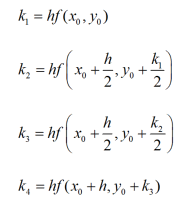 k₁ = hf(x₀, y₀)
k₂ = hf(x₀ + h/2, y₀ + k₁/2)
k₃ = hf(x₀ + h/2, y₀ + k₂/2)
k₄ = hf(x₀ + h, y₀ + k₃)